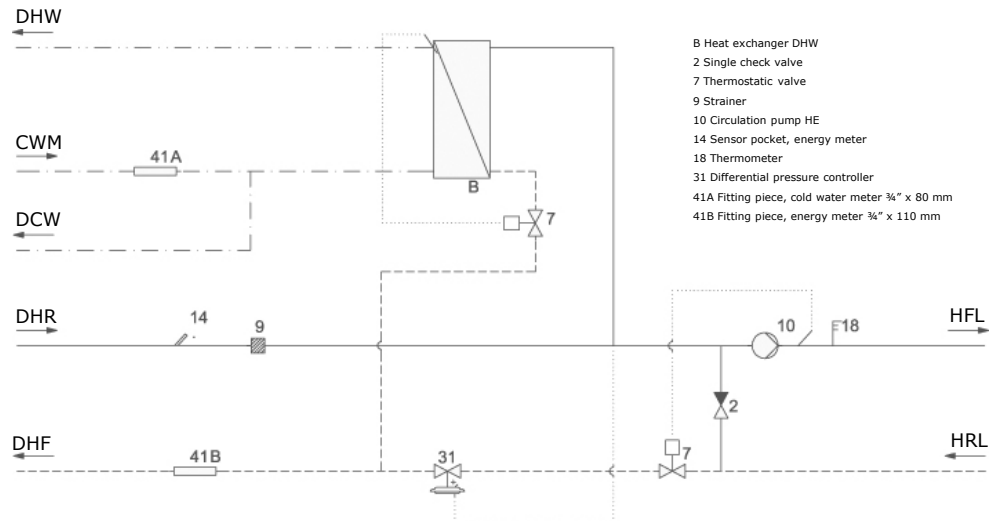 DHW
B Heat exchanger DHW
2 Single check valve
7 Thermostatic valve
9 Strainer
10 Circulation pump HE
14 Sensor pocket, energy meter
18 Thermometer
31 Differential pressure controller
41A Fitting piece, cold water meter ¾” x 80 mm
41B Fitting piece, energy meter ¾” x 110 mm
CWM
41A
B
DCW
7
DHR
14
9
10
18
HFL
2
DHF
41B
31
+
7
HRL